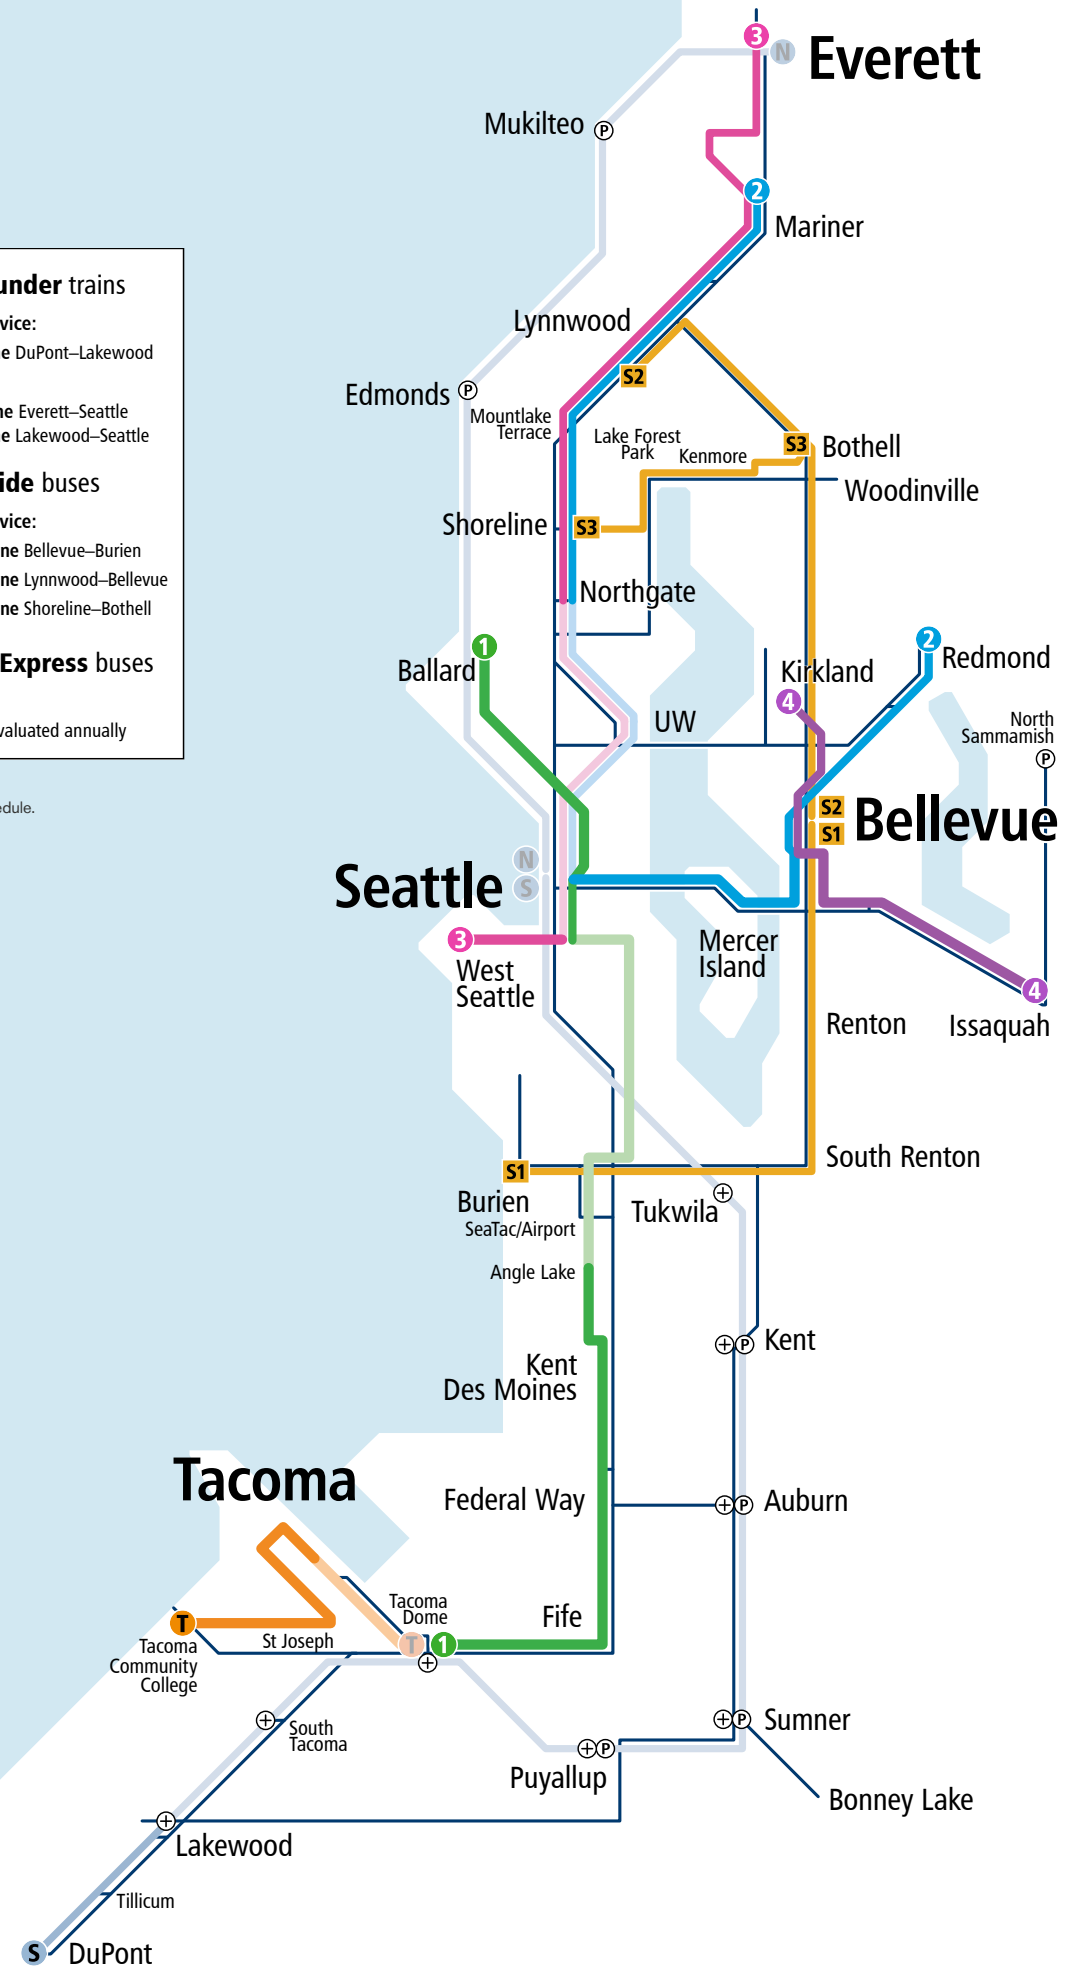 3
N
Everett
Mukilteo
P
2
Mariner
under trains
vice:
e DuPont–Lakewood
ne Everett–Seattle
e Lakewood–Seattle
ide buses
vice:
ne Bellevue–Burien
ne Lynnwood–Bellevue
ne Shoreline–Bothell
Express buses
valuated annually
edule.
Lynnwood
S2
Edmonds
P
Mountlake
Terrace
Lake Forest
Park
Kenmore
S3
Bothell
Woodinville
Shoreline
S3
Northgate
1
Ballard
2
Redmond
Kirkland
4
UW
North
Sammamish
P
S2
S1
Bellevue
Seattle
N
S
3
West
Seattle
Mercer
Island
4
Issaquah
Renton
S1
South Renton
Burien
SeaTac/Airport
Tukwila
+
Angle Lake
Kent
Des Moines
+
P
Kent
Tacoma
Federal Way
+
P
Auburn
T
Tacoma
Community
College
St Joseph
Tacoma
Dome
T
1
+
Fife
+
South
Tacoma
+
P
Puyallup
+
P
Sumner
Bonney Lake
+
Lakewood
Tillicum
S
DuPont